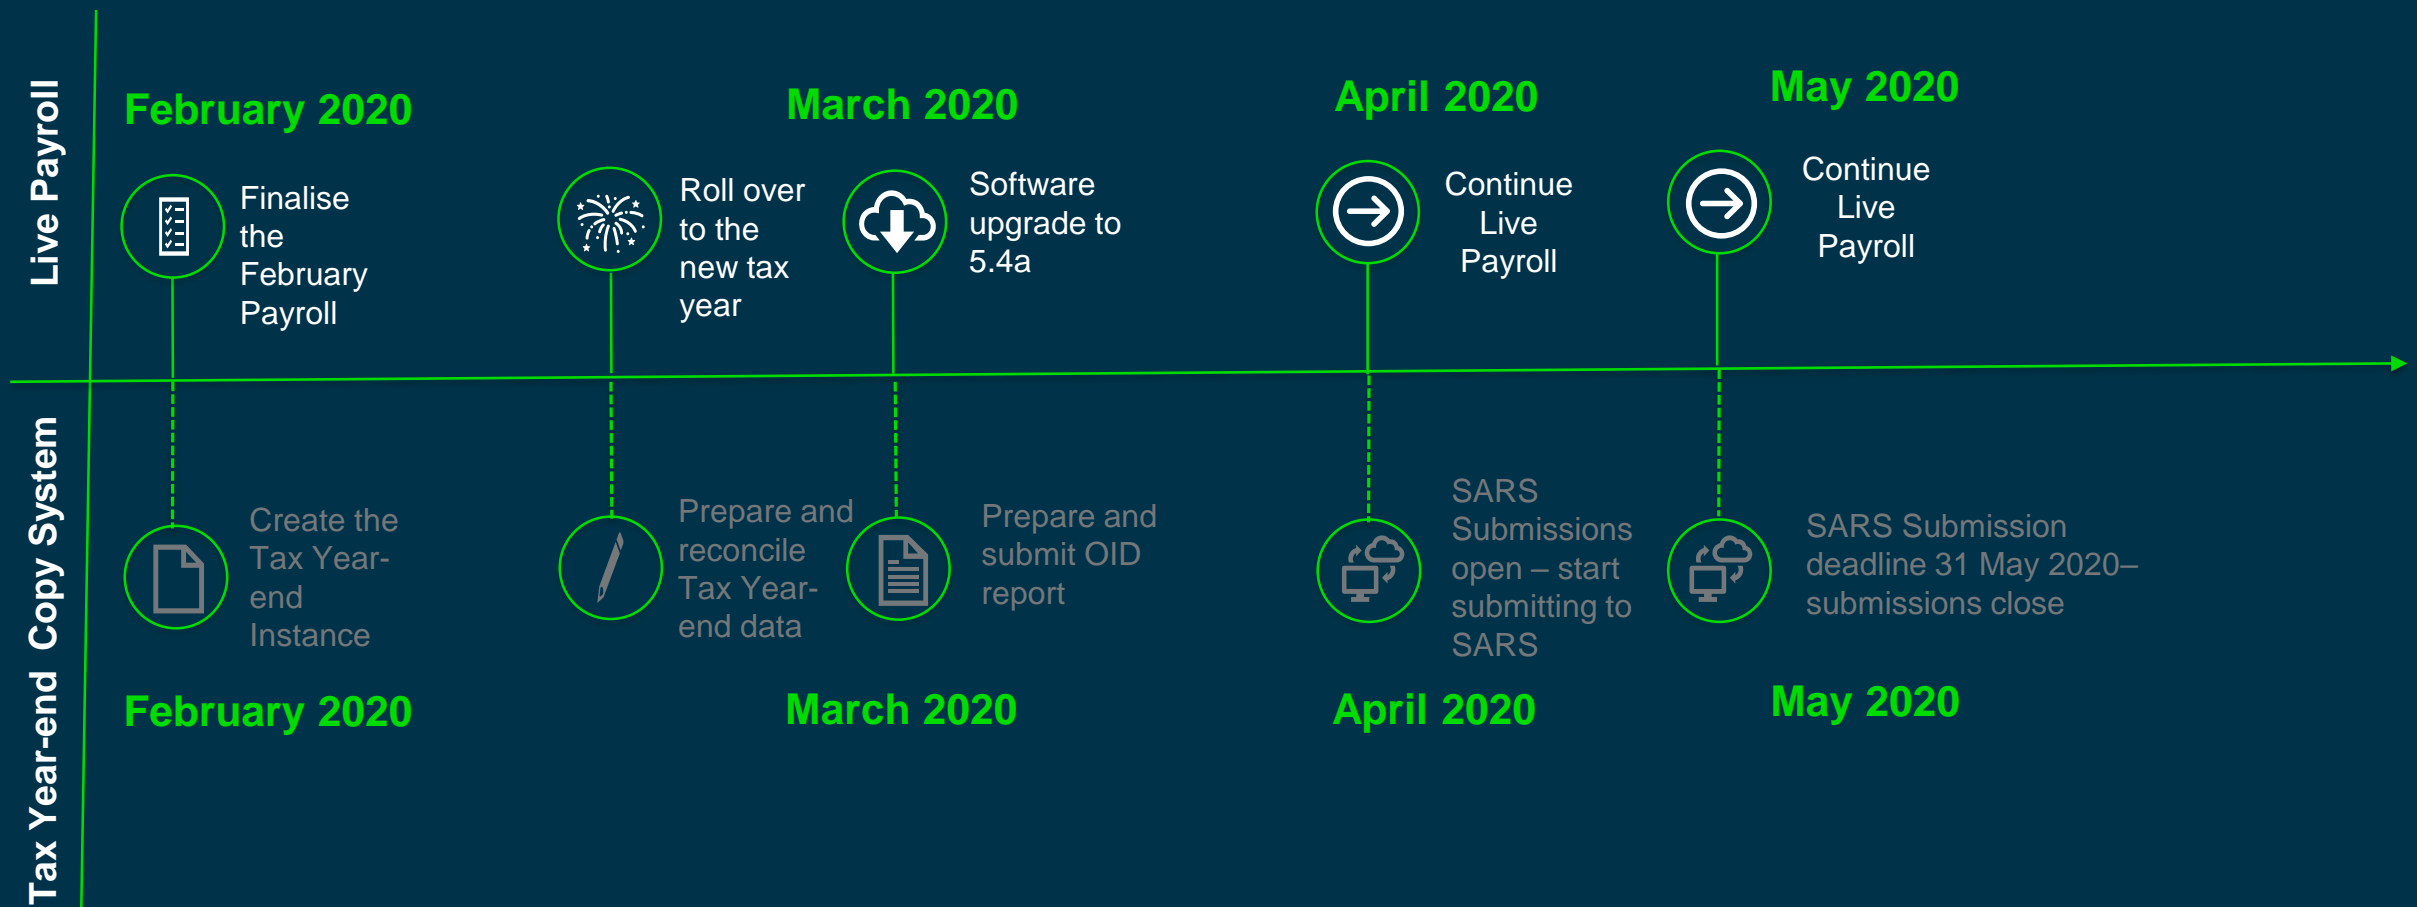 Live Payroll
February 2020
March 2020
April 2020
May 2020
Finalise
the
February
Payroll
Roll over
to the
new tax
year
Software
upgrade to
5.4a
Continue
Live
Payroll
Continue
Live
Payroll
Tax Year-end Copy System
Create the
Tax Year-
end
Instance
Prepare and
reconcile
Tax Year-
end data
Prepare and
submit OID
report
SARS
Submissions
open – start
submitting to
SARS
SARS Submission
deadline 31 May 2020–
submissions close
February 2020
March 2020
April 2020
May 2020